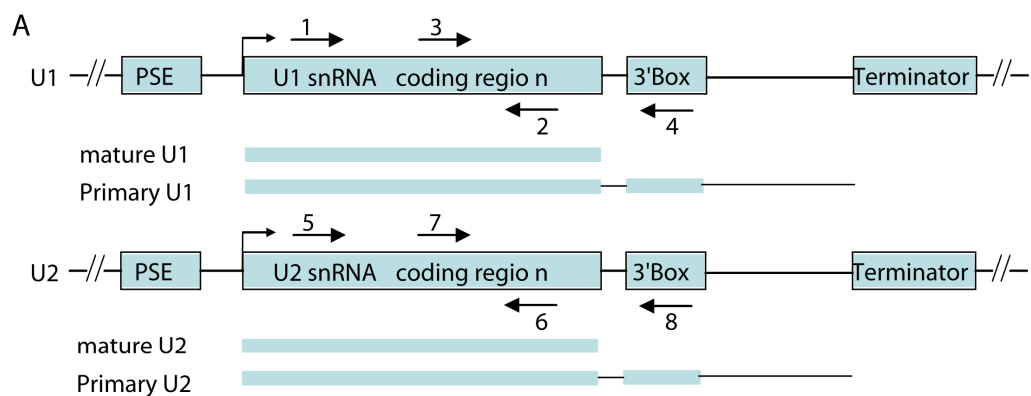 A
1 3
U1 PSE U1 snRNA coding regio n 3'Box Terminator
2 4
mature U1
Primary U1
5 7
U2 PSE U2 snRNA coding regio n 3'Box Terminator
6 8
mature U2
Primary U2